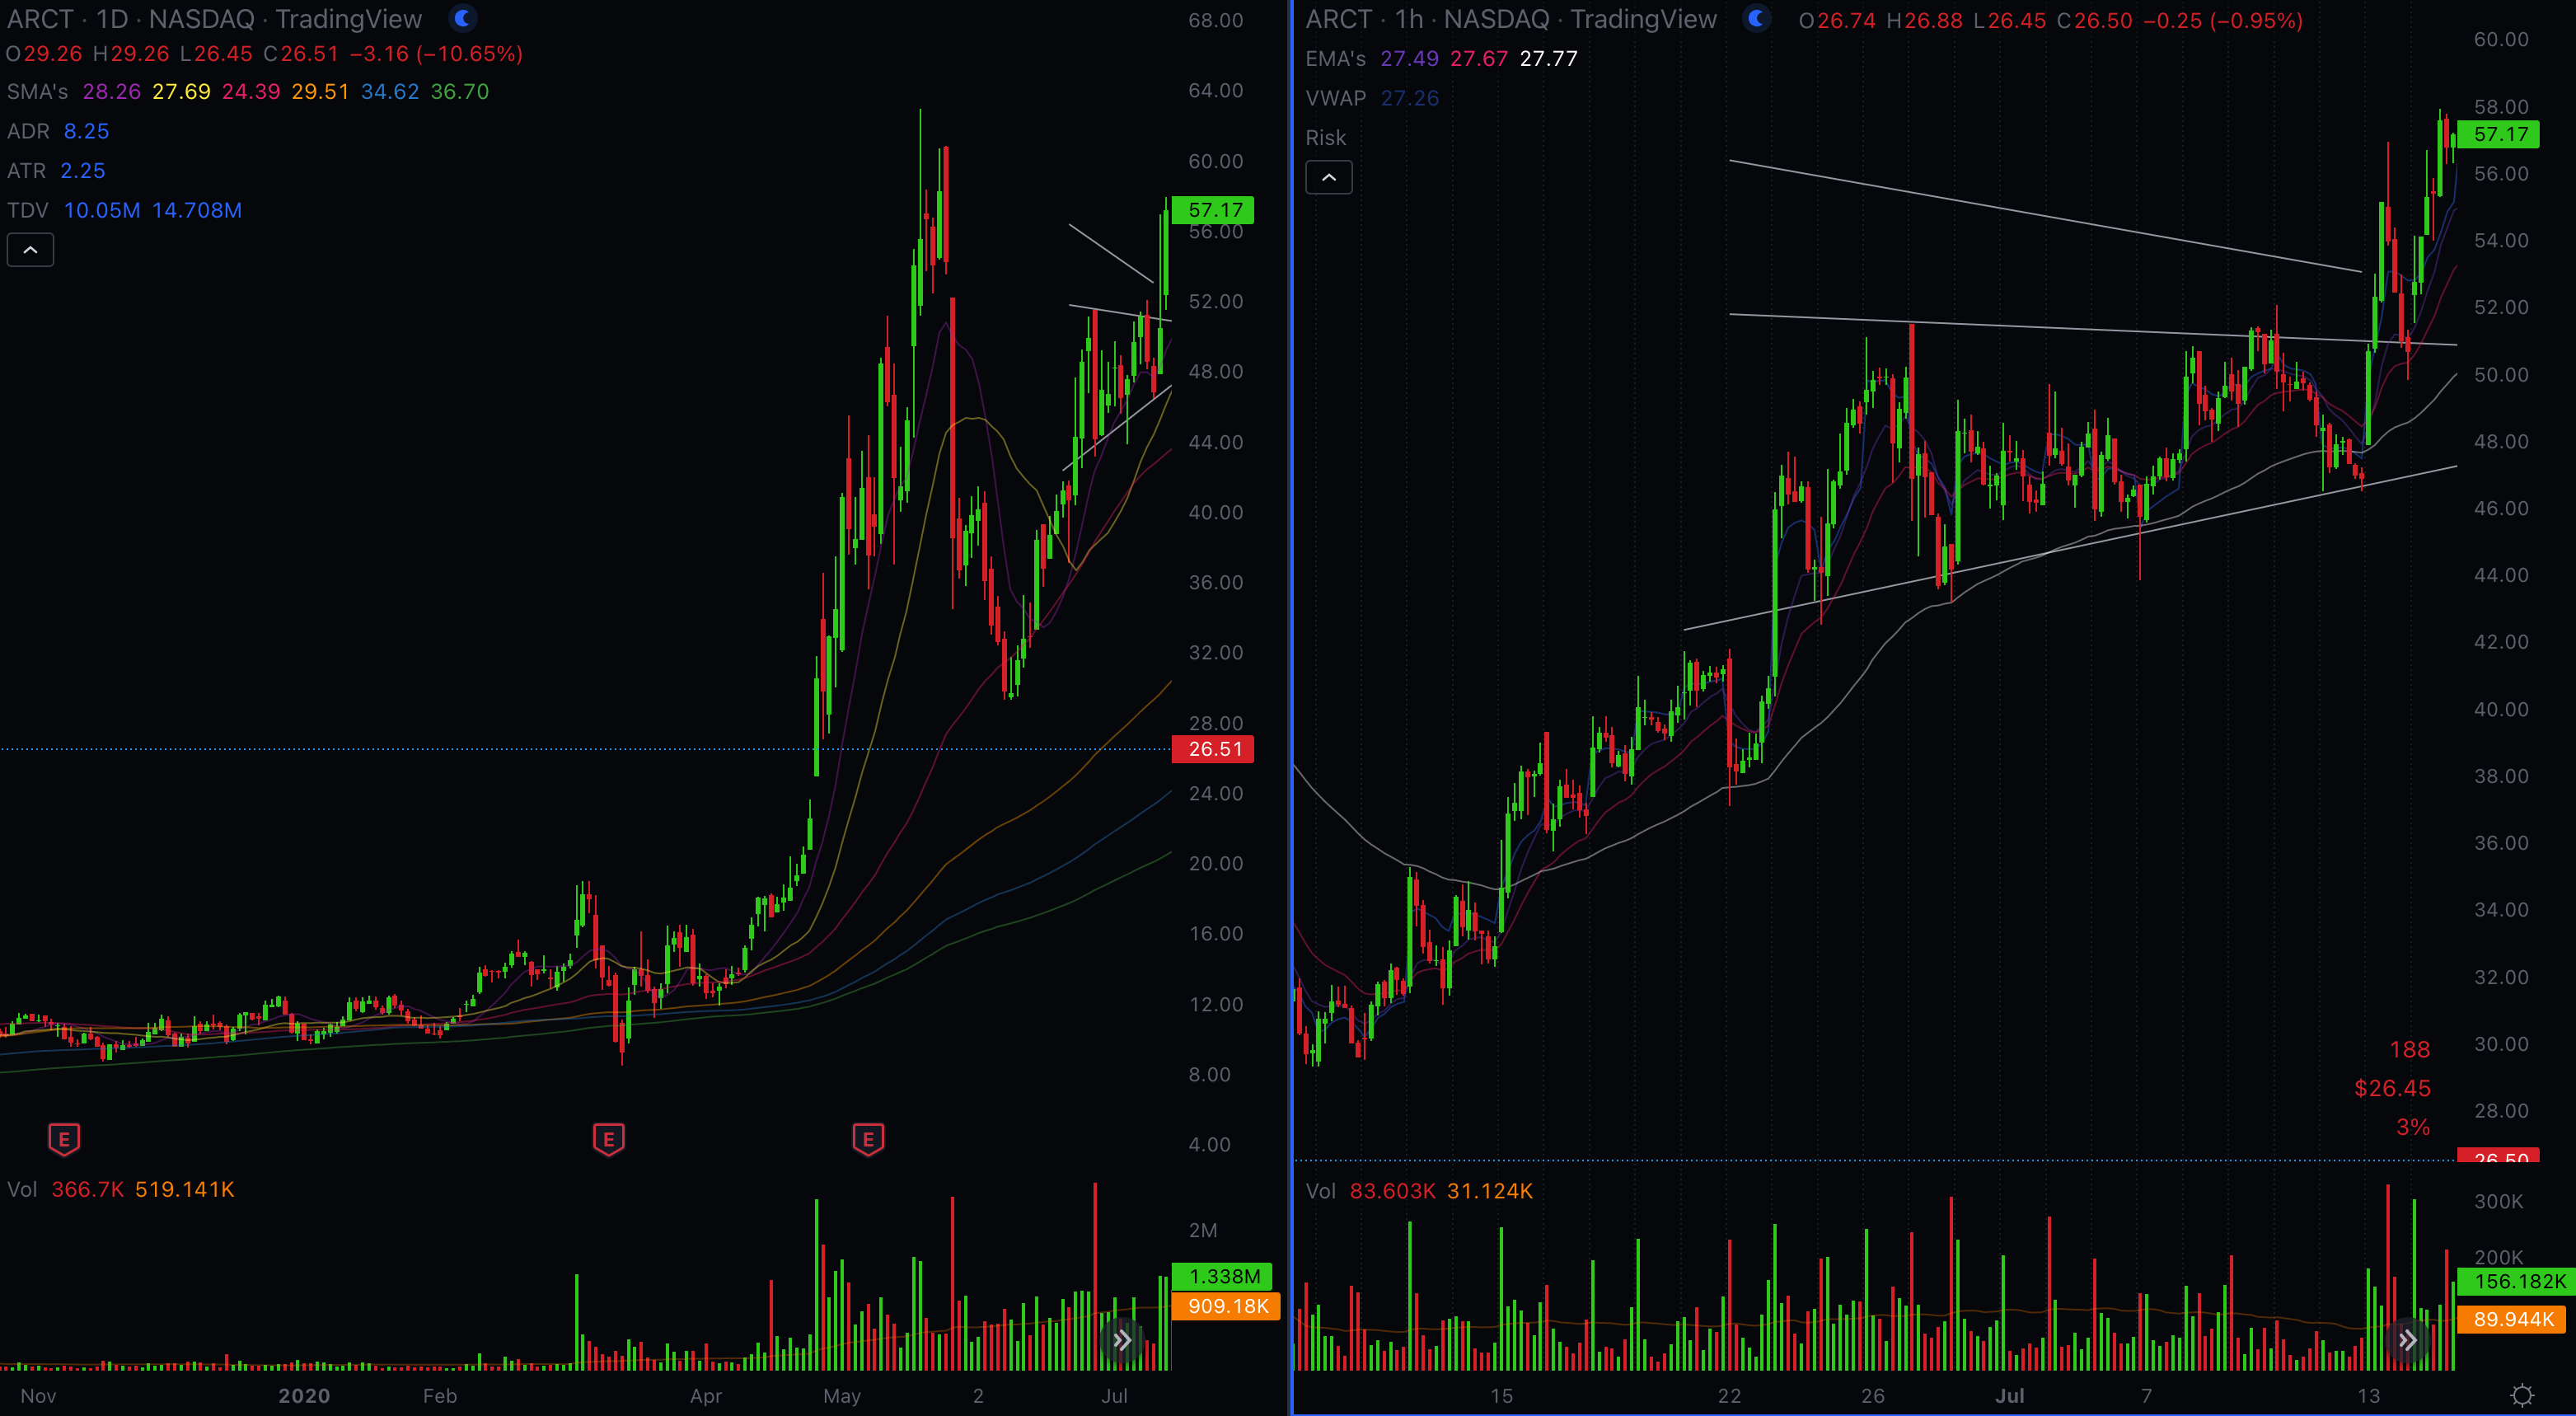 ARCT · 1D · NASDAQ · TradingView
O29.26 H29.26 L26.45 C26.51 −3.16 (−10.65%)
SMA's 28.26 27.69 24.39 29.51 34.62 36.70
ADR 8.25
ATR 2.25
TDV 10.05M 14.708M
68.00
64.00
60.00
57.17
56.00
52.00
48.00
44.00
40.00
36.00
32.00
28.00
26.51
24.00
20.00
16.00
12.00
8.00
4.00
E E E
Vol 366.7K 519.141K
2M
1.338M
909.18K
Nov 2020 Feb Apr May 2 Jul
ARCT · 1h · NASDAQ · TradingView O26.74 H26.88 L26.45 C26.50 −0.25 (−0.95%)
EMA's 27.49 27.67 27.77
VWAP 27.26
Risk
60.00
58.00
57.17
56.00
54.00
52.00
50.00
48.00
46.00
44.00
42.00
40.00
38.00
36.00
34.00
32.00
30.00
28.00
26.50
188
$26.45
3%
Vol 83.603K 31.124K
300K
200K
156.182K
89.944K
15 22 26 Jul 7 13